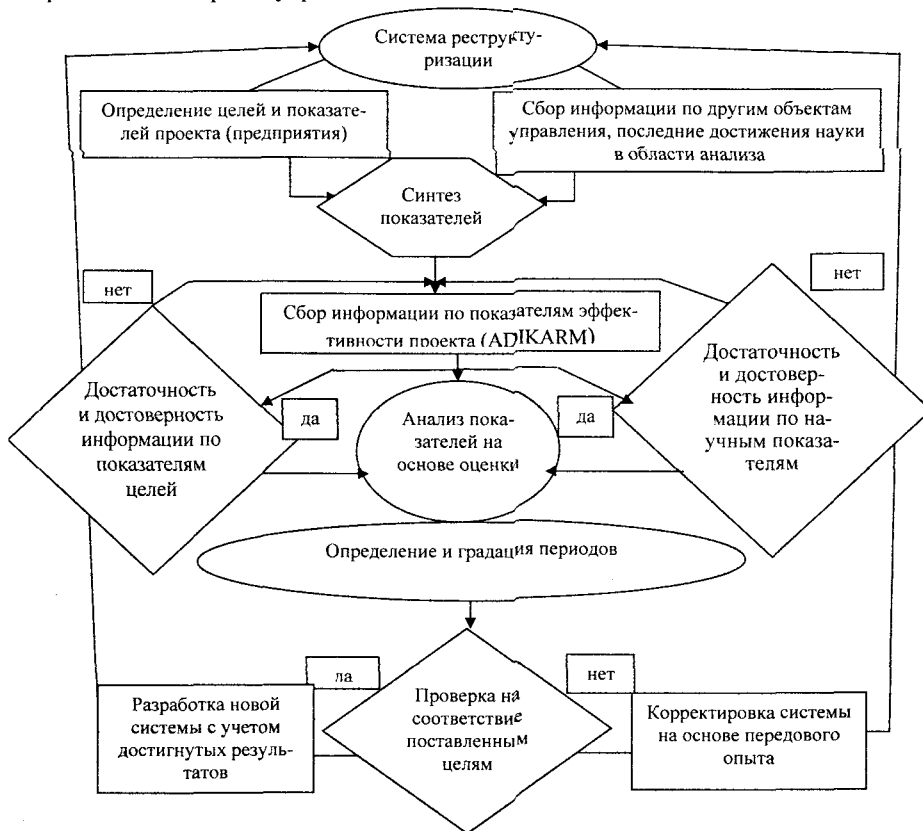 Система реструкту-
ризации
Определение целей и показате-
лей проекта (предприятия)
Сбор информации по другим объектам
управления, последние достижения науки
в области анализа
Синтез
показателей
нет
нет
Сбор информации по показателям эффек-
тивности проекта (ADIKARM)
Достаточность
и достоверность
информации по
показателям
целей
да
Анализ пока-
зателей на
основе оценки
да
Достаточность
и достовер-
ность инфор-
мации по на-
учным показа-
телям
Определение и градация периодов
да
нет
Разработка новой
системы с учетом
достигнутых резуль-
татов
Проверка на
соответствие
поставленным
целям
Корректировка системы
на основе передового
опыта